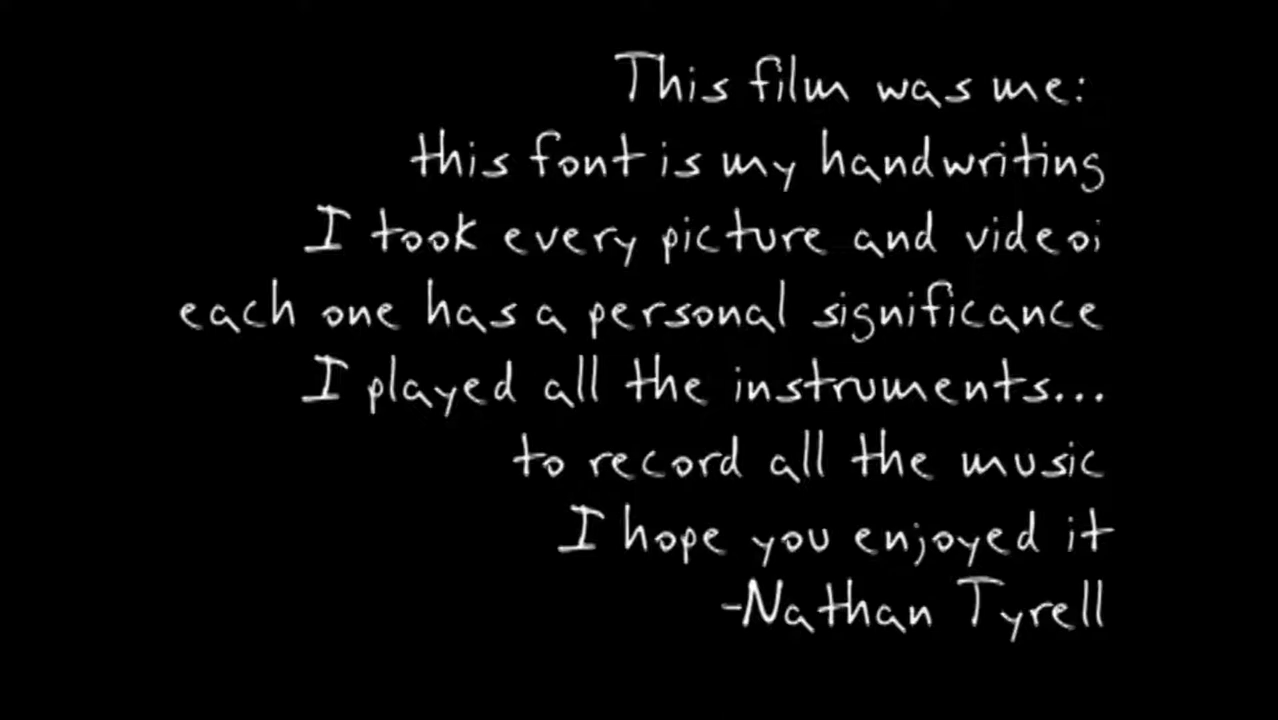 This film was me:
this font is my handwriting
I took every picture and video;
each one has a personal significance
I played all the instruments...
to record all the music
I hope you enjoyed it
-Nathan Tyrell